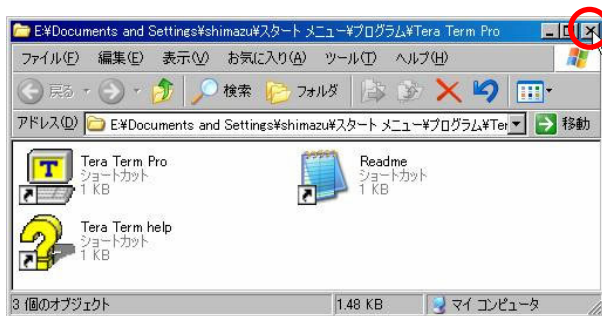 E:¥Documents and Settings¥shimazu¥スタート メニュー¥プログラム¥Tera Term Pro
ファイル(F) 編集(E) 表示(V) お気に入り(A) ツール(T) ヘルプ(H)
戻る 検索 フォルダ
アドレス(D) E:¥Documents and Settings¥shimazu¥スタート メニュー¥プログラム¥Ter 移動
Tera Term Pro
ショートカット
1 KB
Readme
ショートカット
1 KB
Tera Term help
ショートカット
1 KB
3 個のオブジェクト 1.48 KB マイ コンピュータ